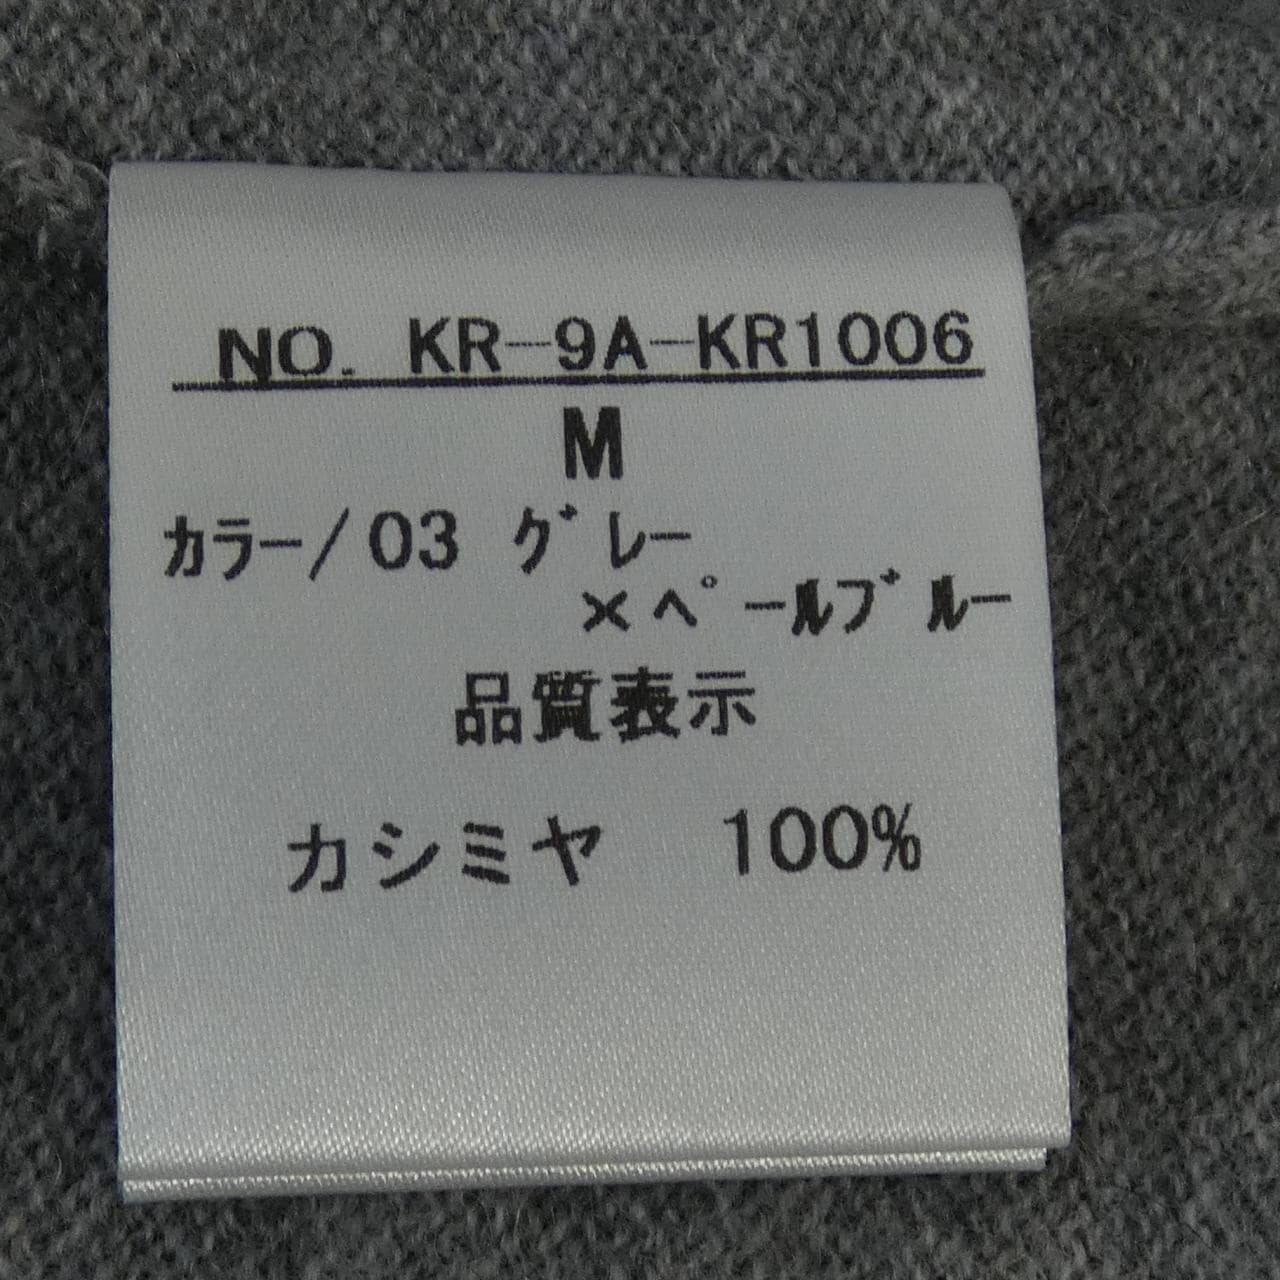 NO. KR-9A-KR1006
M
ｶﾗｰ/03 ｸﾞﾚｰ
×ﾍﾟｰﾙﾌﾞﾙｰ
品質表示
カシミヤ 100%